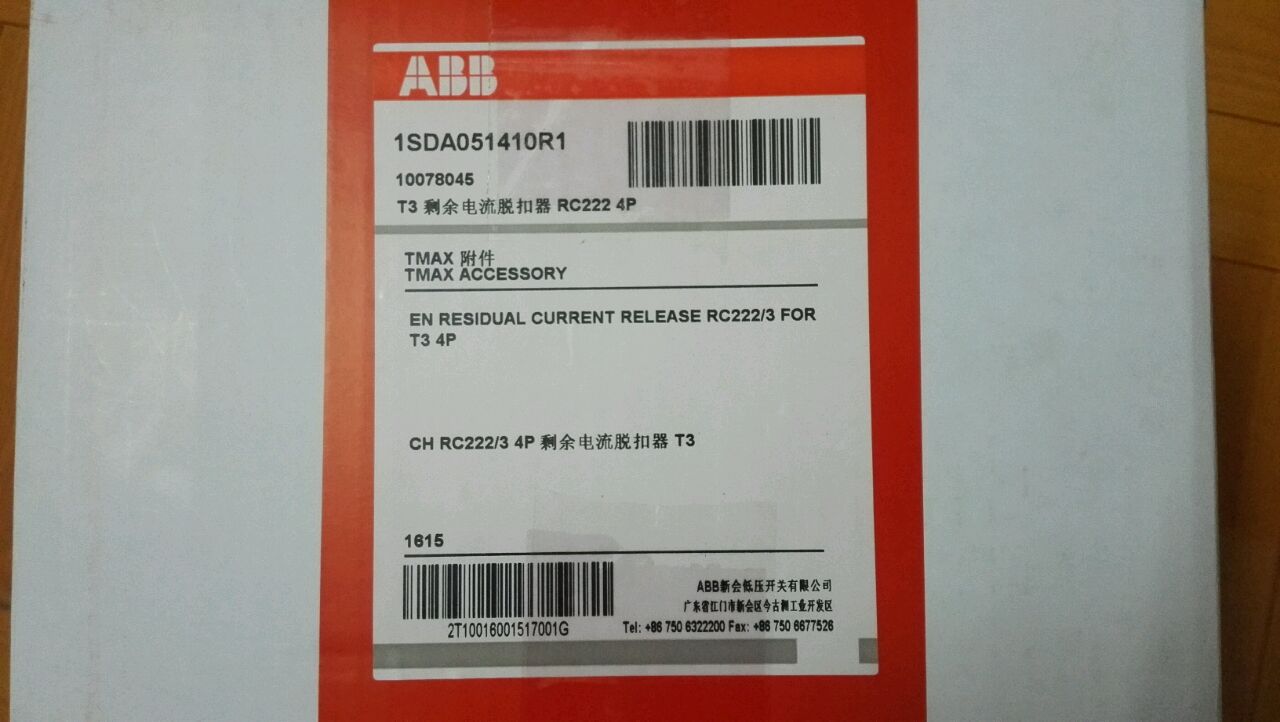 ABB
1SDA051410R1
10078045
T3 剩余电流脱扣器 RC222 4P
TMAX 附件
TMAX ACCESSORY
EN RESIDUAL CURRENT RELEASE RC222/3 FOR
T3 4P
CH RC222/3 4P 剩余电流脱扣器 T3
1615
ABB新会低压开关有限公司
广东省江门市新会区今古洲工业开发区
2T10016001517001G
Tel: +86 750 6322200 Fax: +86 750 6677526